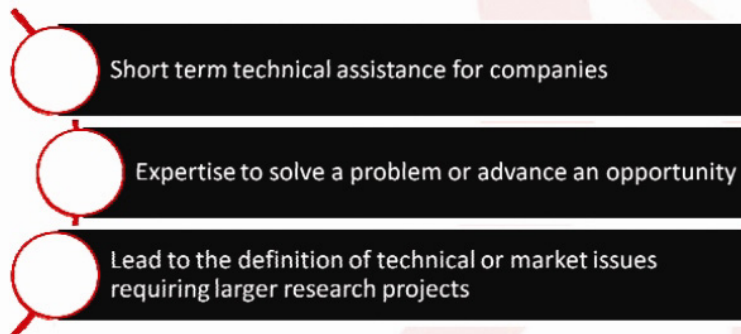 Short term technical assistance for companies
Expertise to solve a problem or advance an opportunity
Lead to the definition of technical or market issues
requiring larger research projects